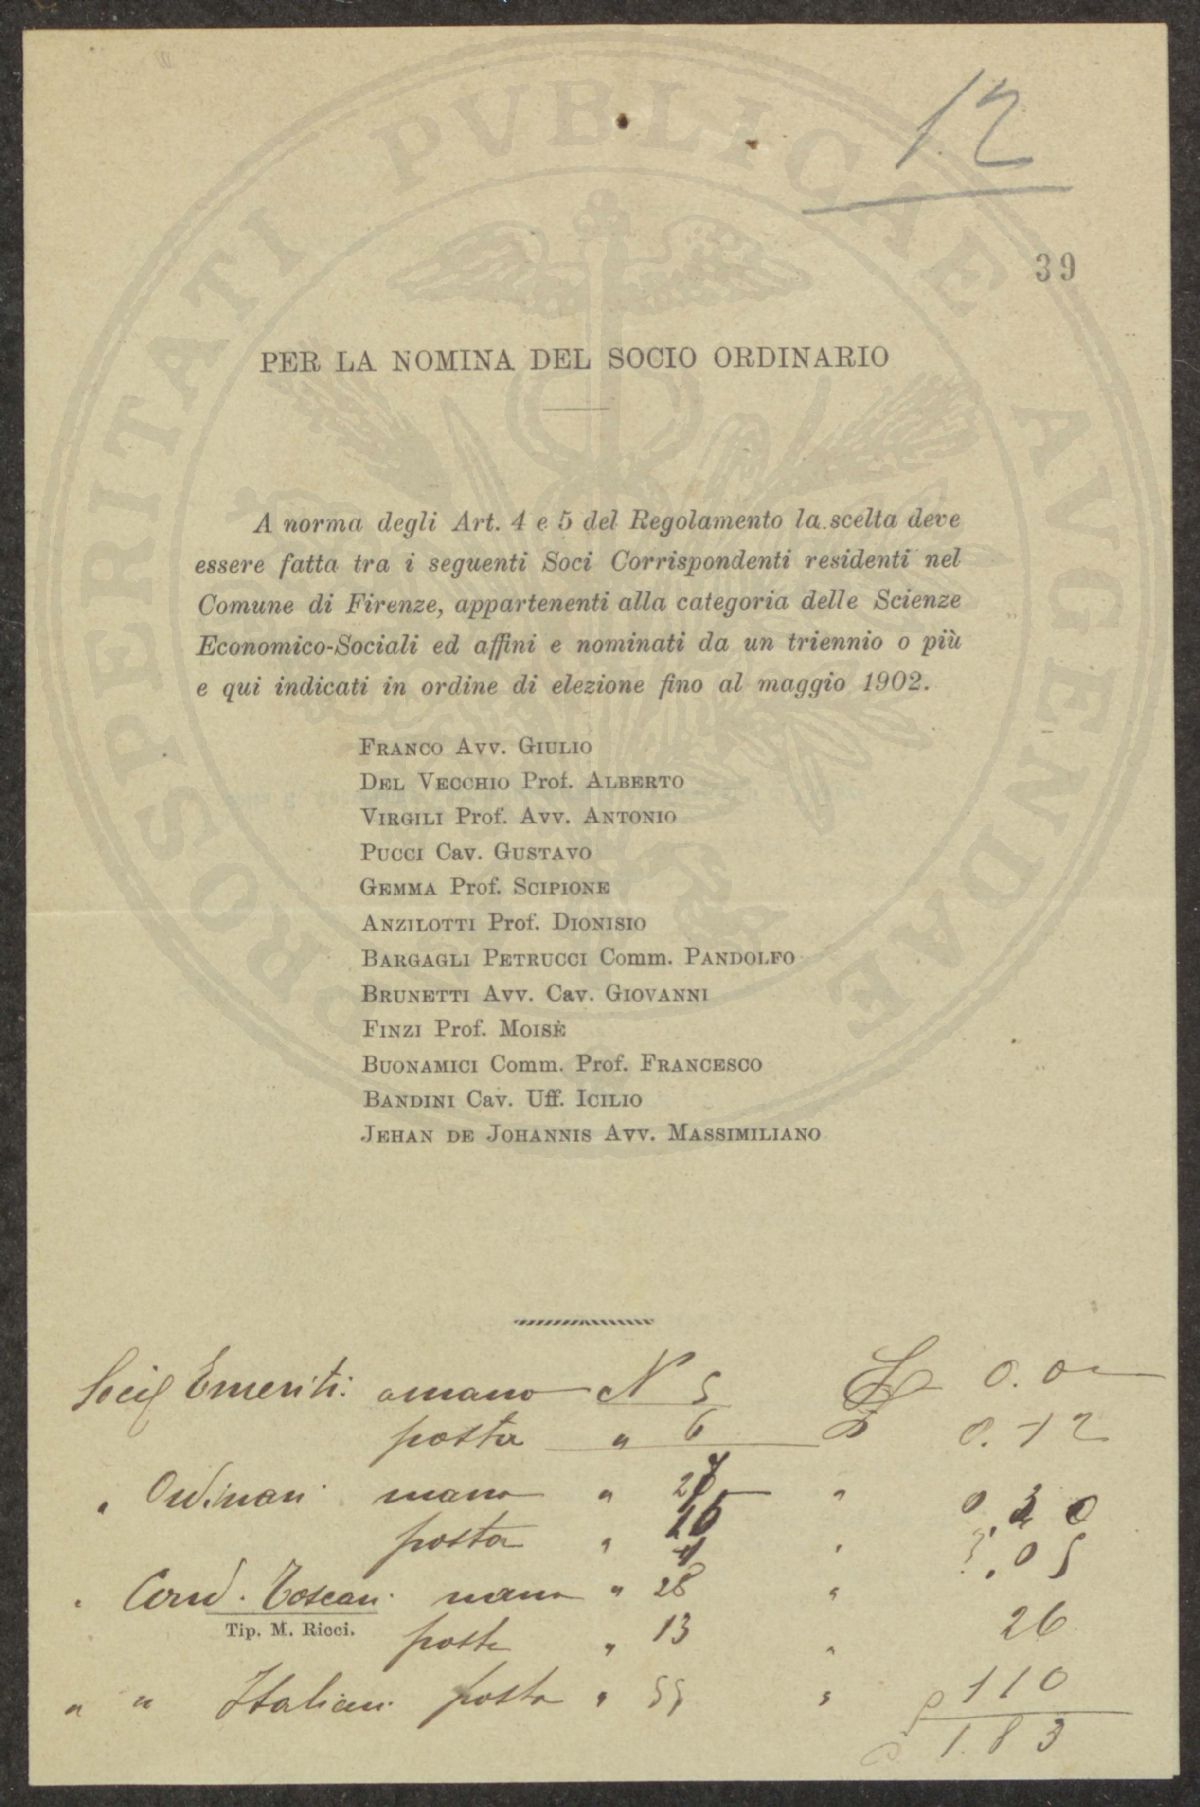 12
39
PER LA NOMINA DEL SOCIO ORDINARIO
A norma degli Art. 4 e 5 del Regolamento la scelta deve
essere fatta tra i seguenti Soci Corrispondenti residenti nel
Comune di Firenze, appartenenti alla categoria delle Scienze
Economico-Sociali ed affini e nominati da un triennio o più
e qui indicati in ordine di elezione fino al maggio 1902.
FRANCO AVV. GIULIO
DEL VECCHIO Prof. ALBERTO
VIRGILI Prof. AVV. ANTONIO
PUCCI Cav. GUSTAVO
GEMMA Prof. SCIPIONE
ANZILOTTI Prof. DIONISIO
BARGAGLI PETRUCCI Comm. PANDOLFO
BRUNETTI AVV. Cav. GIOVANNI
FINZI Prof. MOISÈ
BUONAMICI Comm. Prof. FRANCESCO
BANDINI Cav. Uff. ICILIO
JEHAN DE JOHANNIS AVV. MASSIMILIANO
Emeriti: a mano N 5
posta " 6 0.12
" Ordinari mano "
posta "
" Toscani mano " 28 "
Tip. M. Ricci.
posta " 13 " 26
" " Italiani posta " 55 " 110
1.83
PROSPERITATI PVBLICAE AVGENDAE